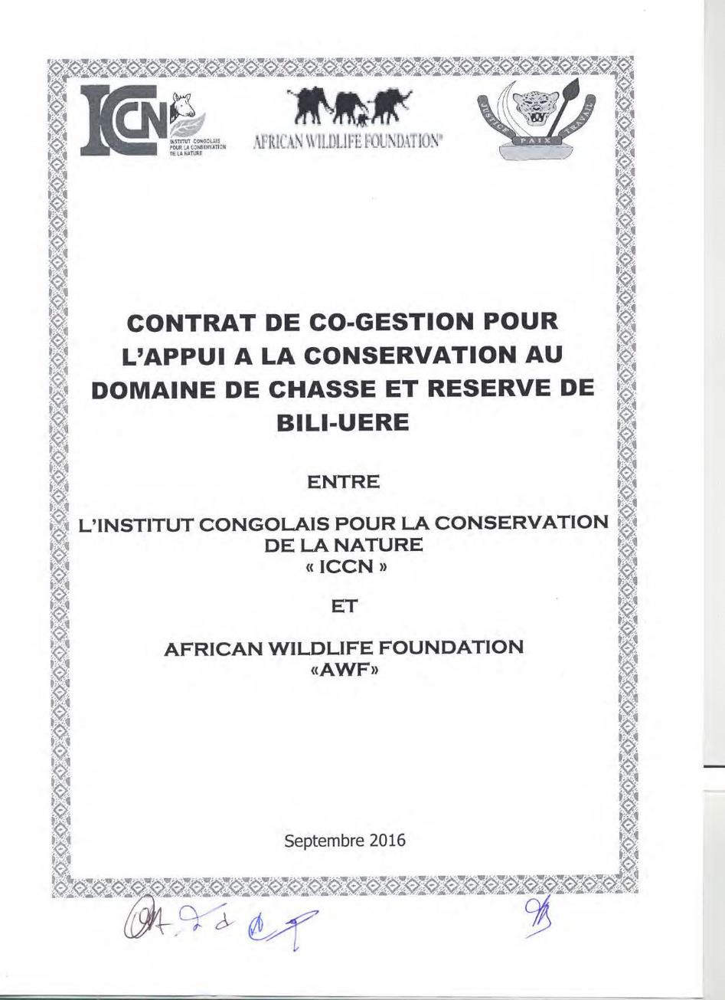 ICCN
INSTITUT CONGOLAIS
POUR LA CONSERVATION
DE LA NATURE
AFRICAN WILDLIFE FOUNDATION®
JUSTICE
PAIX
TRAVAIL
CONTRAT DE CO-GESTION POUR
L'APPUI A LA CONSERVATION AU
DOMAINE DE CHASSE ET RESERVE DE
BILI-UERE
ENTRE
L'INSTITUT CONGOLAIS POUR LA CONSERVATION
DE LA NATURE
« ICCN »
ET
AFRICAN WILDLIFE FOUNDATION
«AWF»
Septembre 2016